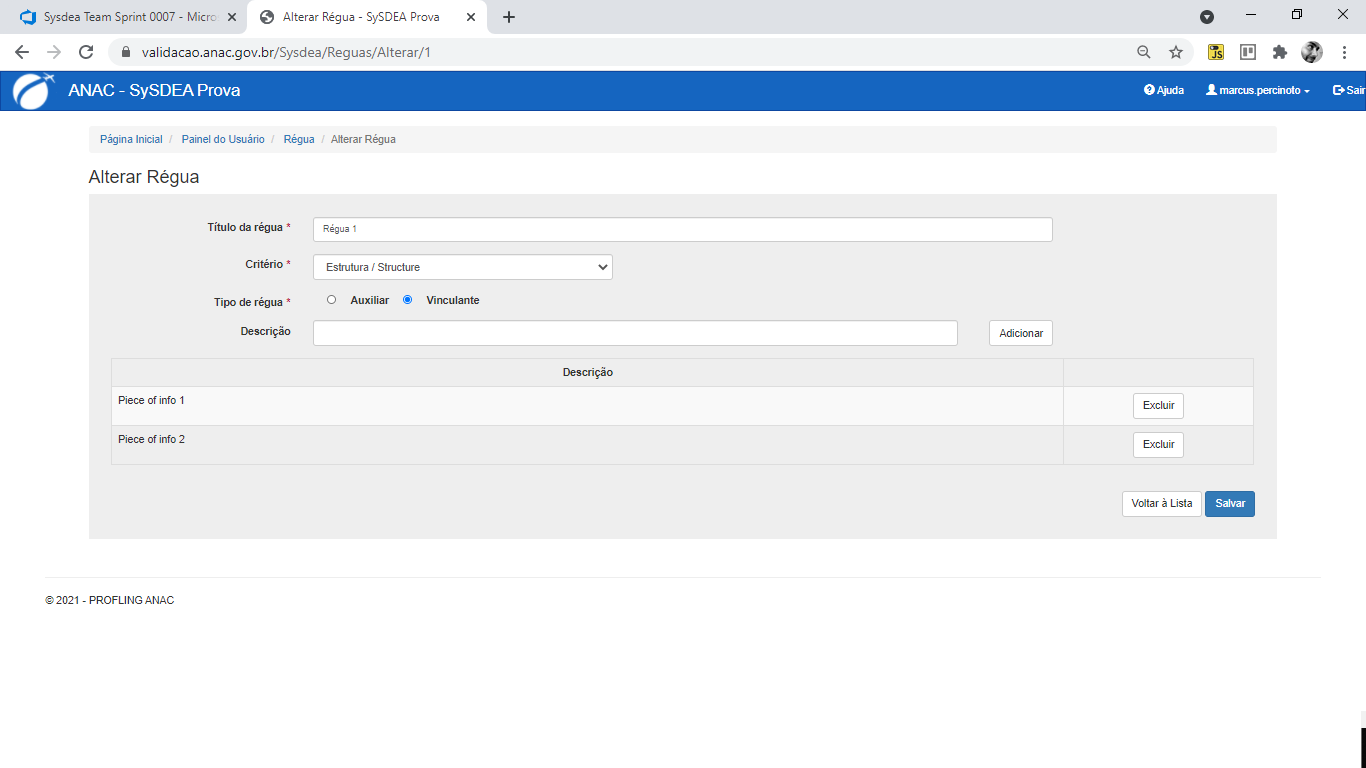 Sysdea Team Sprint 0007 - Micro
Alterar Régua - SySDEA Prova
validacao.anac.gov.br/Sysdea/Reguas/Alterar/1
JS
ANAC - SySDEA Prova
Ajuda
marcus.percinoto
Sair
Página Inicial / Painel do Usuário / Régua / Alterar Régua
Alterar Régua
Título da régua * Régua 1
Critério * Estrutura / Structure
Tipo de régua * Auxiliar Vinculante
Descrição Adicionar
Descrição
Piece of info 1 Excluir
Piece of info 2 Excluir
Voltar à Lista Salvar
© 2021 - PROFLING ANAC